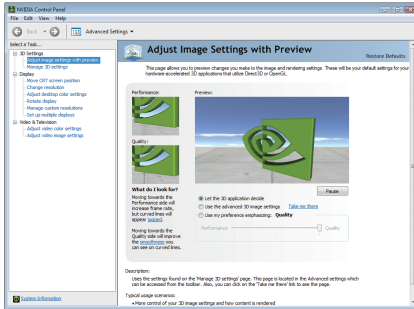 NVIDIA Control Panel
File Edit View Help
Back
Advanced Settings
Select a Task...
3D Settings
Adjust image settings with preview
Manage 3D settings
Display
Move CRT screen position
Change resolution
Adjust desktop color settings
Rotate display
Manage custom resolutions
Set up multiple displays
Video & Television
Adjust video color settings
Adjust video image settings
System Information
Adjust Image Settings with Preview
Restore Defaults
This page allows you to preview changes you make to the image and rendering settings. These will be your default settings for your
hardware accelerated 3D applications that utilize Direct3D or OpenGL.
Performance:
Quality:
What do I look for?
Moving towards the
Performance side will
increase frame rate,
but curved lines will
appear jagged.
Moving towards the
Quality side will improve
the smoothness you
can see on curved lines.
Preview:
Pause
Let the 3D application decide
Use the advanced 3D image settings Take me there
Use my preference emphasizing: Quality
Performance Quality
Description:
Uses the settings found on the 'Manage 3D settings' page. This page is located in the Advanced settings which
can be accessed from the toolbar. Also, you can click on the 'Take me there' link to see the page.
Typical usage scenarios:
• More control of your 3D image settings and how content is rendered